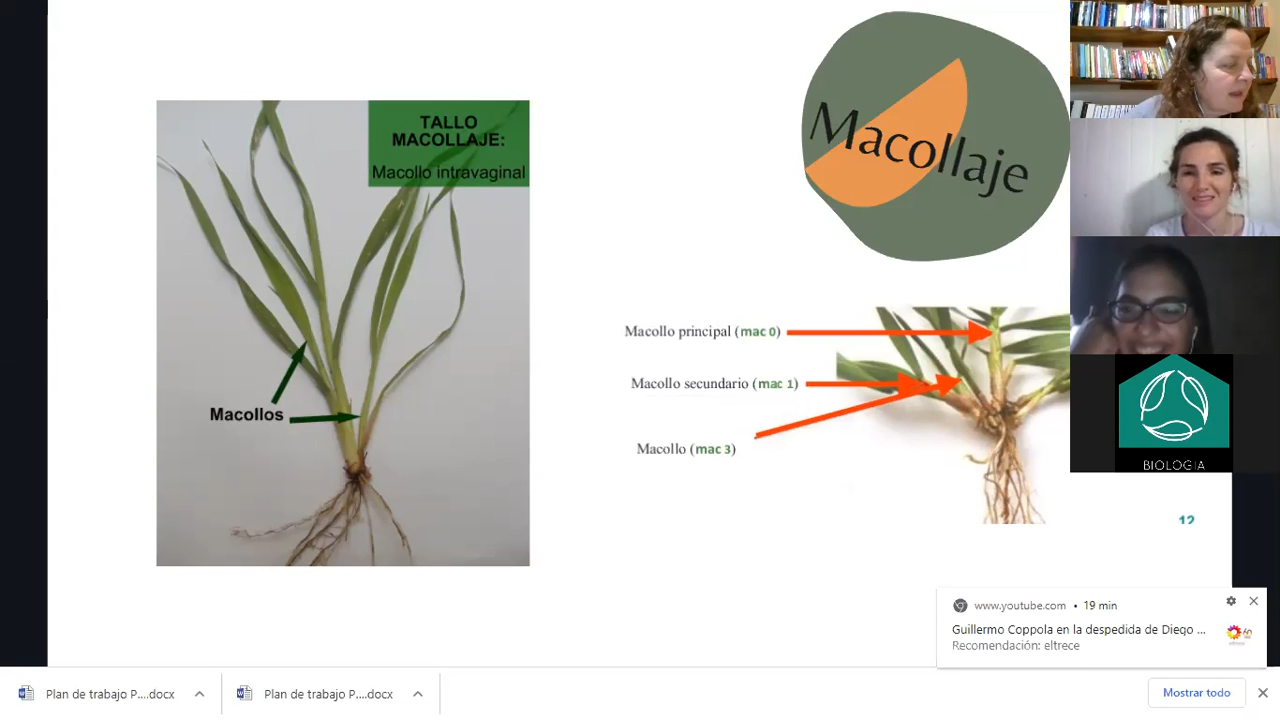 TALLO
MACOLLAJE:
Macollo intravaginal
Macollos
Macollaje
Macollo principal (mac 0)
Macollo secundario (mac 1)
Macollo (mac 3)
12
BIOLOGIA
www.youtube.com • 19 min
Guillermo Coppola en la despedida de Diego ...
Recomendación: eltrece
Plan de trabajo P....docx
Plan de trabajo P....docx
Mostrar todo